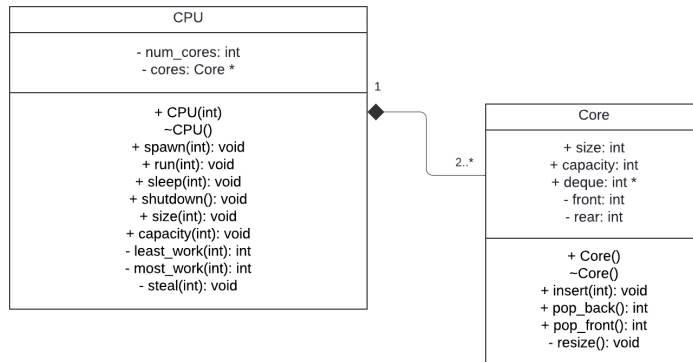 CPU
- num_cores: int
- cores: Core *
+ CPU(int)
~CPU()
+ spawn(int): void
+ run(int): void
+ sleep(int): void
+ shutdown(): void
+ size(int): void
+ capacity(int): void
- least_work(int): int
- most_work(int): int
- steal(int): void
1
2..*
Core
+ size: int
+ capacity: int
+ deque: int *
- front: int
- rear: int
+ Core()
~Core()
+ insert(int): void
+ pop_back(): int
+ pop_front(): int
- resize(): void